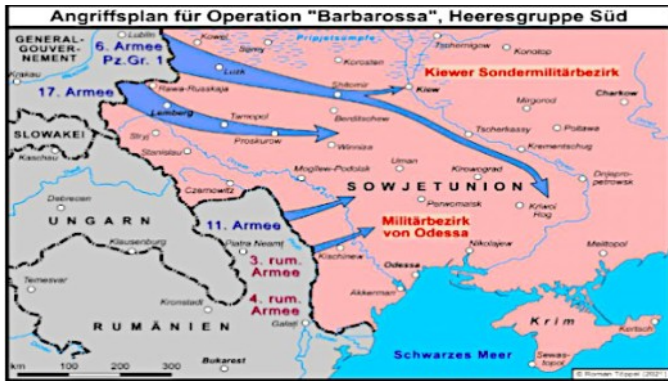 Angriffsplan für Operation "Barbarossa", Heeresgruppe Süd
GENERAL-
GOUVER-
NEMENT
Lublin
6. Armee
Pz.Gr. 1
Kowel
Sarny
Pripjetsümpfe
Tschernigow
Konotop
Luzk
Korosten
Kiewer Sondermilitärbezirk
Krakau
17. Armee
Rawa-Russkaja
Shitomir
Kiew
Charkow
Lemberg
Berditschew
Mirgorod
SLOWAKEI
Stryj
Tarnopol
Proskurow
Winniza
Tscherkassy
Poltawa
Krementschug
Kaschau
Stanislau
Uman
Mogilew-Podolsk
Kirowograd
Dnjepro-
petrowsk
Czernowitz
SOWJETUNION
Debrecen
Perwomaisk
Kriwoi
Rog
UNGARN
11. Armee
Militärbezirk
von Odessa
Klausenburg
Piatra Neamț
Kischinew
Nikolajew
Melitopol
3. rum.
Armee
Odessa
Temesvar
Akkerman
Kronstadt
4. rum.
Armee
Galați
Krim
Kertsch
RUMÄNIEN
Schwarzes Meer
Sewas-
topol
km 100 200 300
Bukarest
© Roman Töppel (2021)